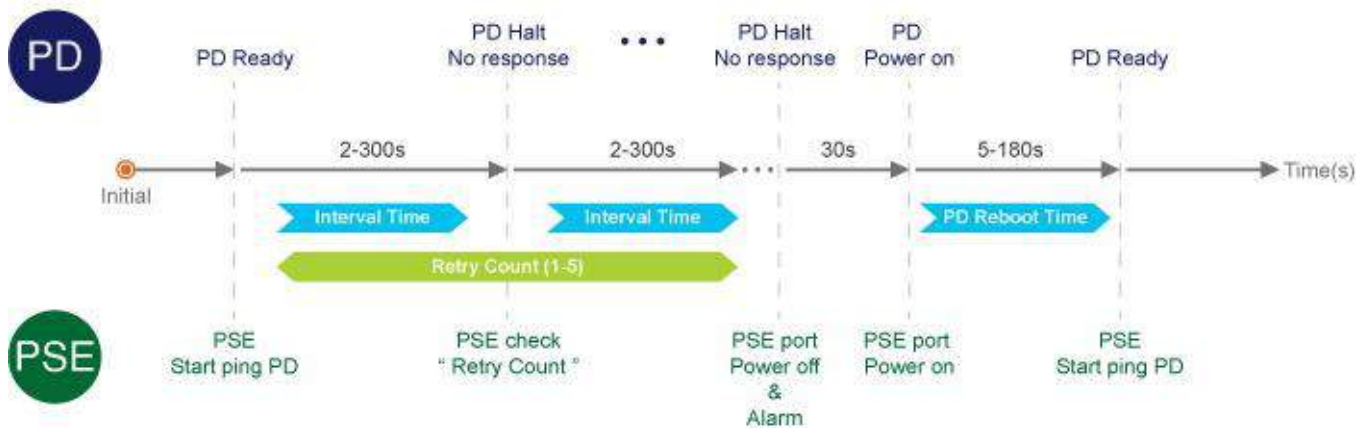 PD
PD Ready
PD Halt
No response
• • •
PD Halt
No response
PD
Power on
PD Ready
Initial
2-300s
2-300s
30s
5-180s
Time(s)
Interval Time
Interval Time
PD Reboot Time
Retry Count (1-5)
PSE
PSE
Start ping PD
PSE check
“ Retry Count ”
PSE port
Power off
&
Alarm
PSE port
Power on
PSE
Start ping PD